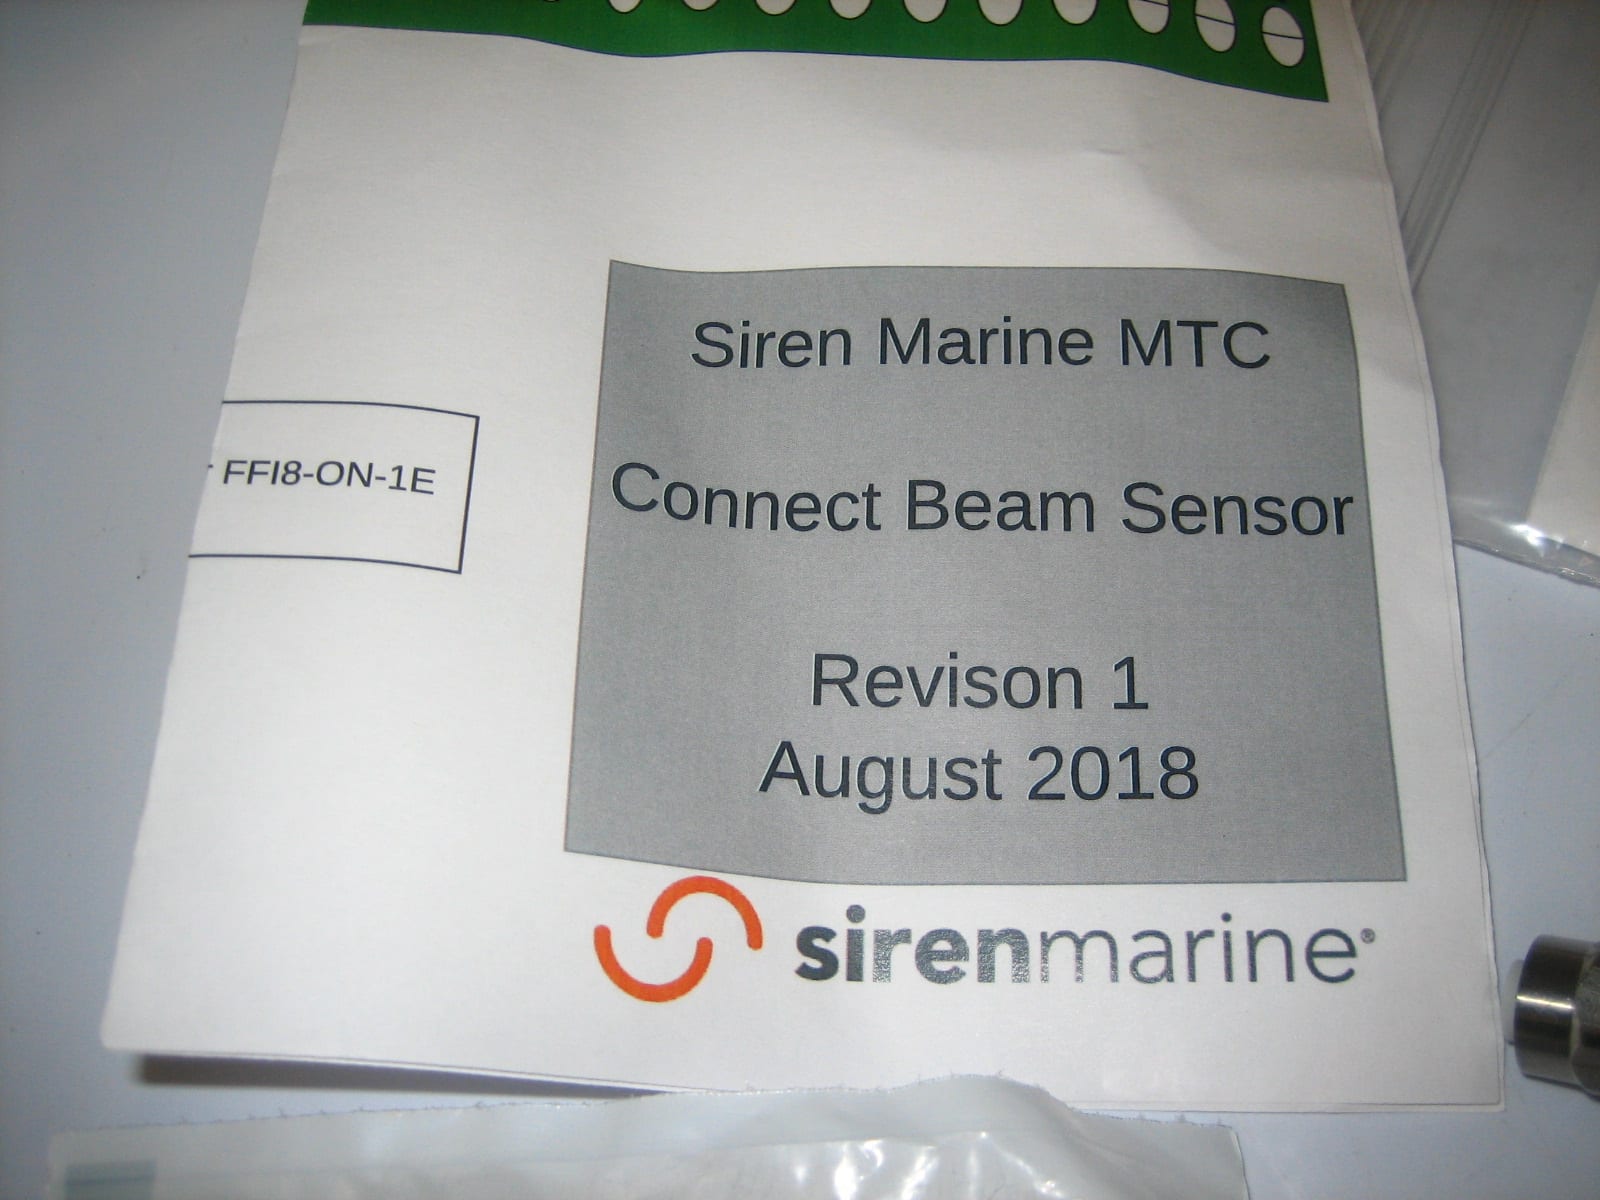 Siren Marine MTC
FFI8-ON-1E
Connect Beam Sensor
Revison 1
August 2018
sirenmarine®